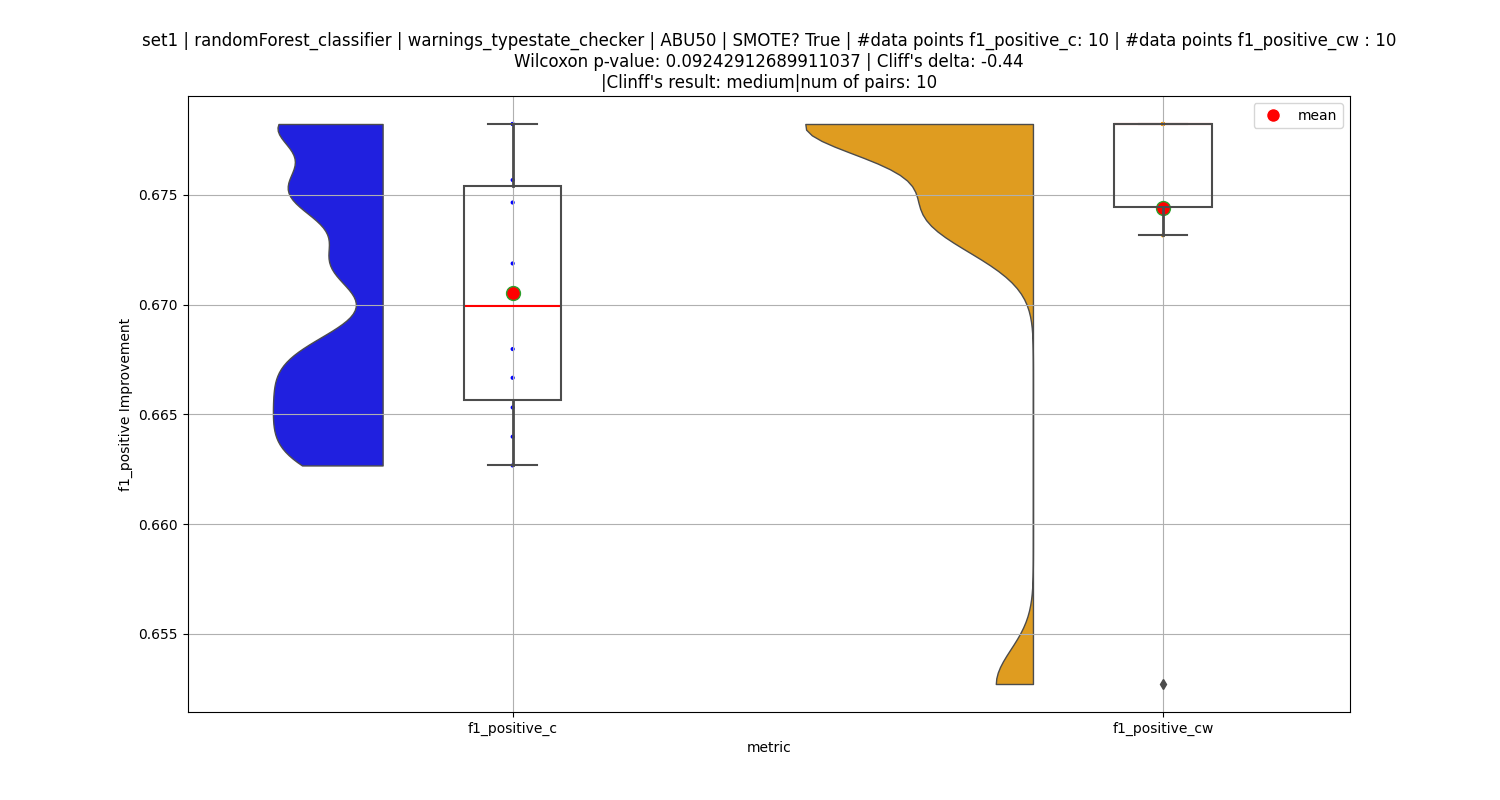 set1 | randomForest_classifier | warnings_typestate_checker | ABU50 | SMOTE? True | #data points f1_positive_c: 10 | #data points f1_positive_cw : 10
Wilcoxon p-value: 0.09242912689911037 | Cliff's delta: -0.44
|Clinff's result: medium|num of pairs: 10
mean
0.675
0.670
0.665
0.660
0.655
f1_positive Improvement
f1_positive_c
f1_positive_cw
metric